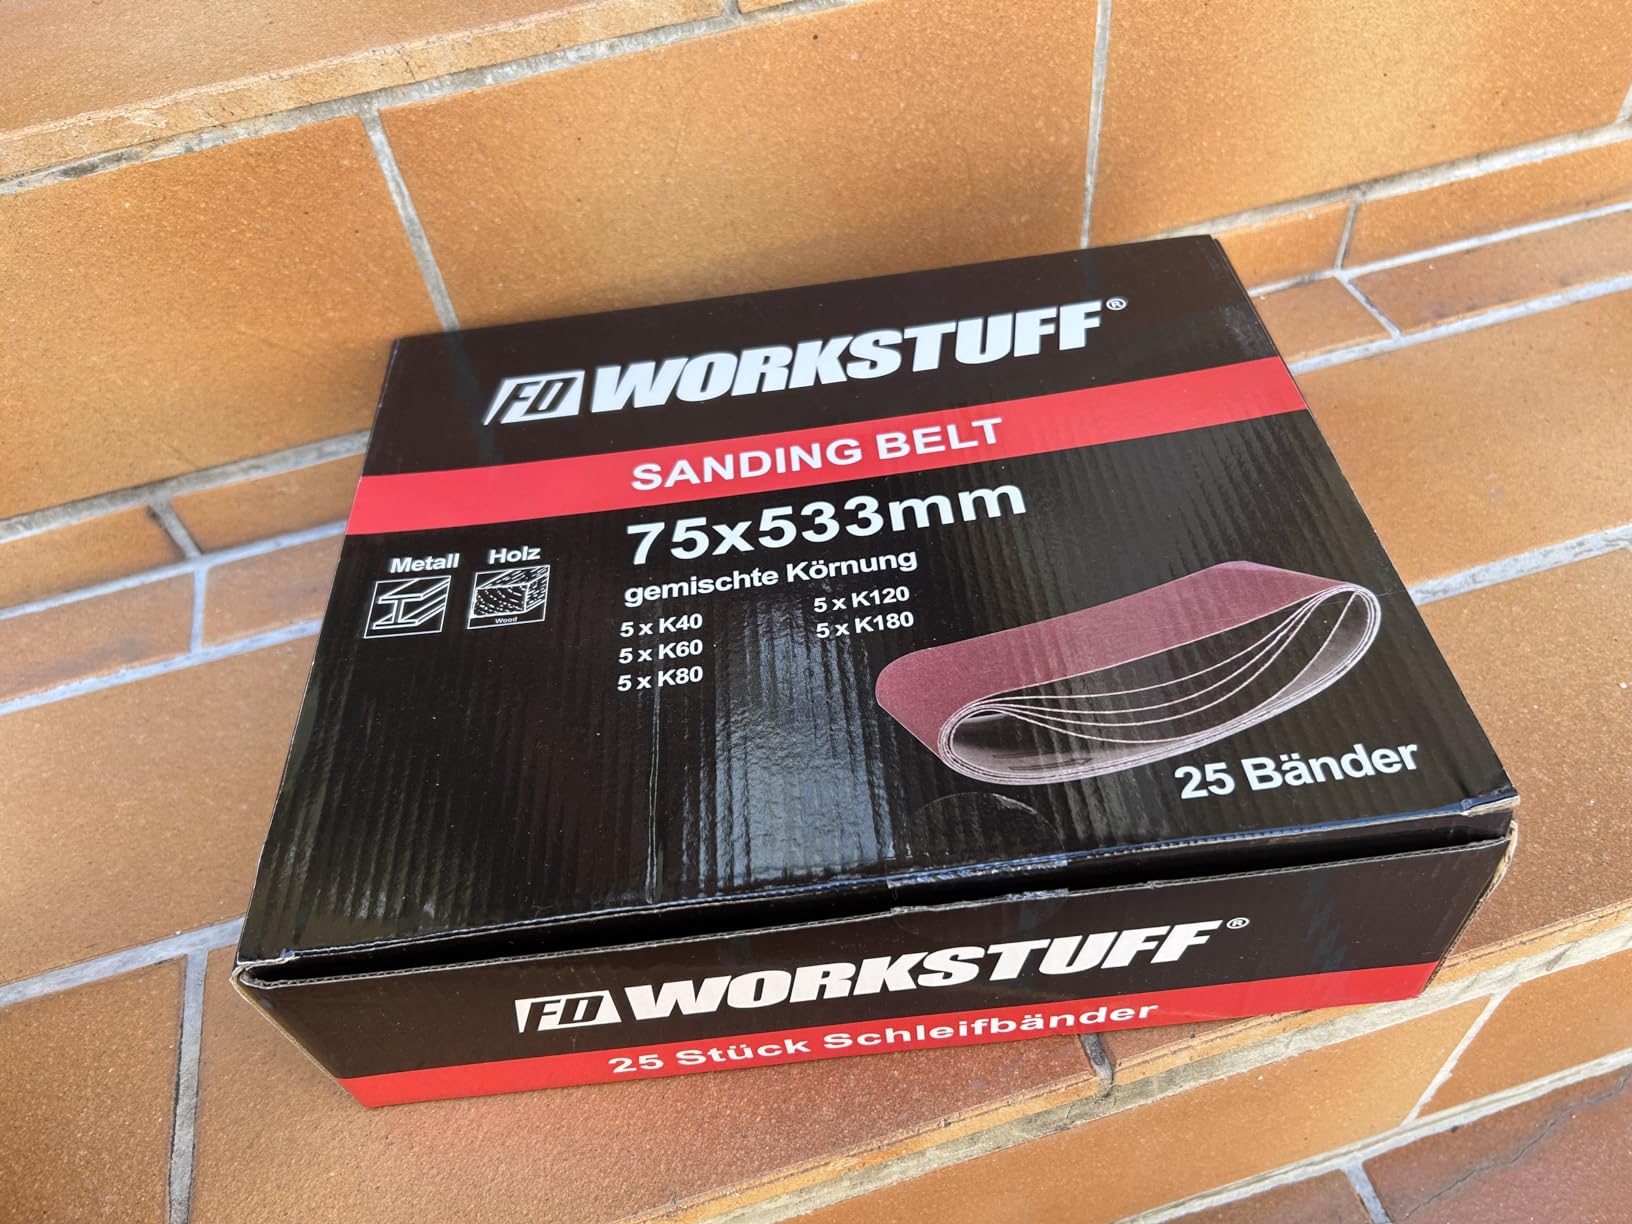 FD WORKSTUFF®
SANDING BELT
75x533mm
gemischte Körnung
Metall
Holz
Wood
5 x K40
5 x K60
5 x K80
5 x K120
5 x K180
25 Bänder
FD WORKSTUFF®
25 Stück Schleifbänder